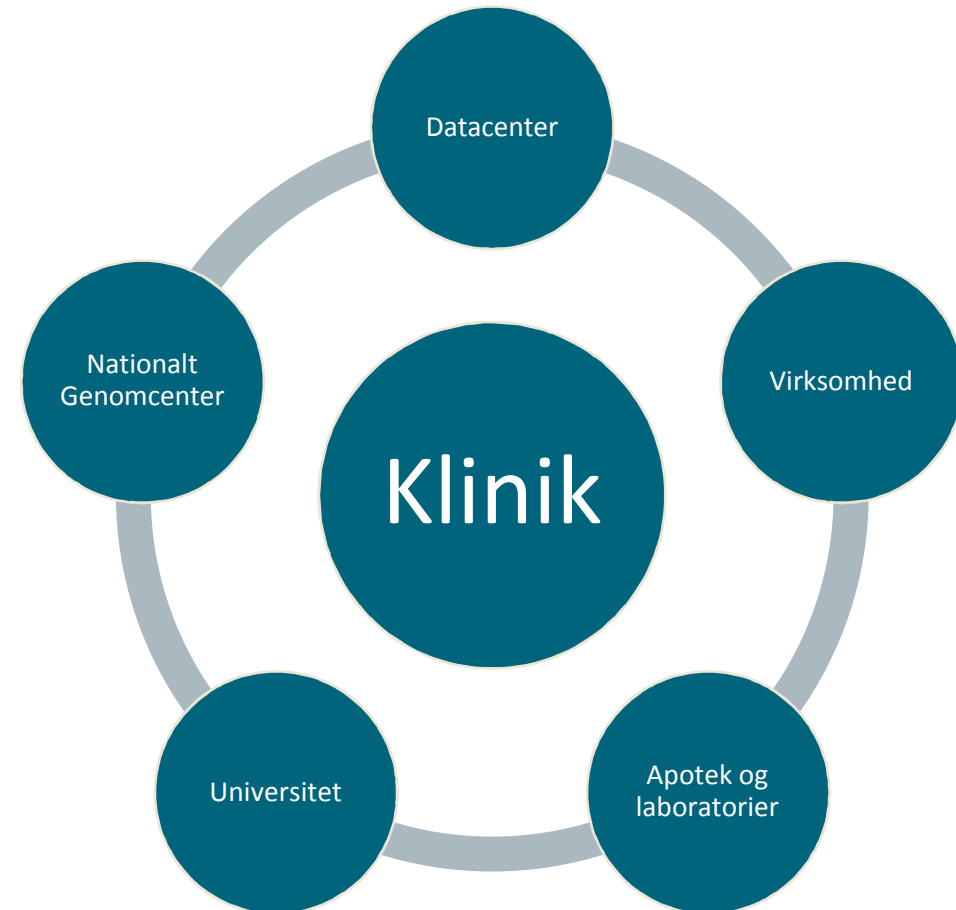 Datacenter
Nationalt
Genomcenter
Virksomhed
Klinik
Universitet
Apotek og
laboratorier